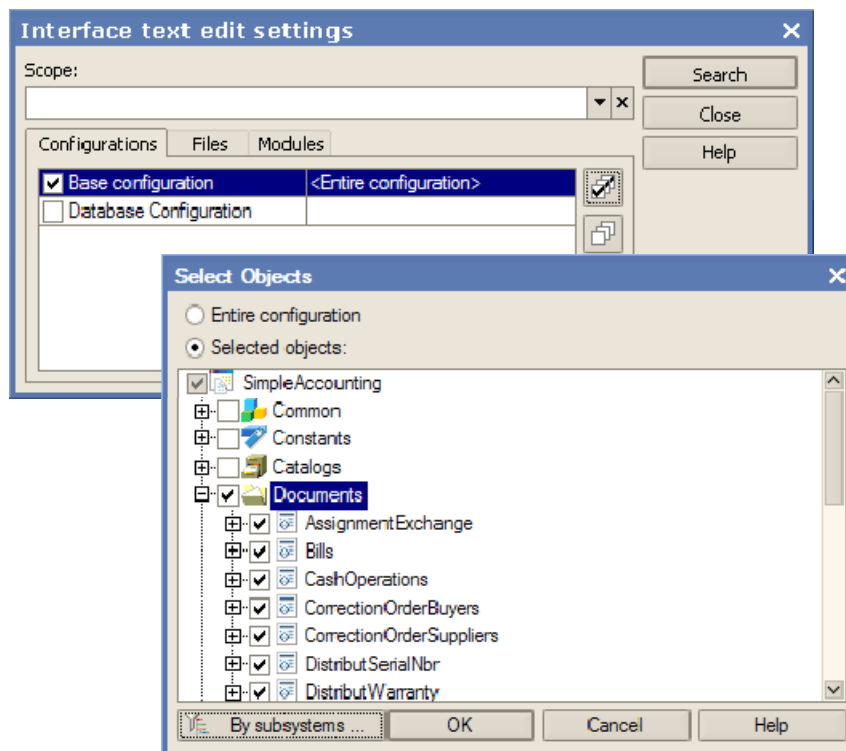 Interface text edit settings
Scope:
Search
Close
Help
Configurations Files Modules
Base configuration <Entire configuration>
Database Configuration
Select Objects
Entire configuration
Selected objects:
SimpleAccounting
Common
Constants
Catalogs
Documents
AssignmentExchange
Bills
CashOperations
CorrectionOrderBuyers
CorrectionOrderSuppliers
DistributSerialNbr
DistributWarranty
By subsystems ... OK Cancel Help